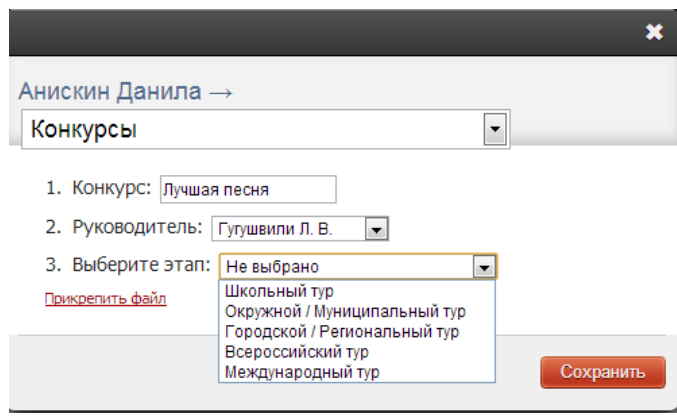 Анискин Данила →
Конкурсы
1. Конкурс: Лучшая песня
2. Руководитель: Гугушвили Л. В.
3. Выберите этап: Не выбрано
Прикрепить файл
Школьный тур
Окружной / Муниципальный тур
Городской / Региональный тур
Всероссийский тур
Международный тур
Сохранить